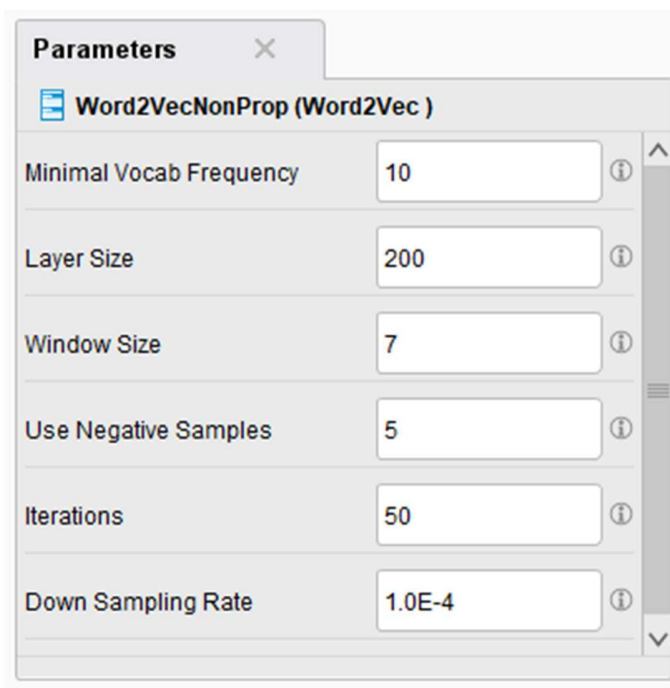 Parameters
Word2VecNonProp (Word2Vec )
Minimal Vocab Frequency 10
Layer Size 200
Window Size 7
Use Negative Samples 5
Iterations 50
Down Sampling Rate 1.0E-4